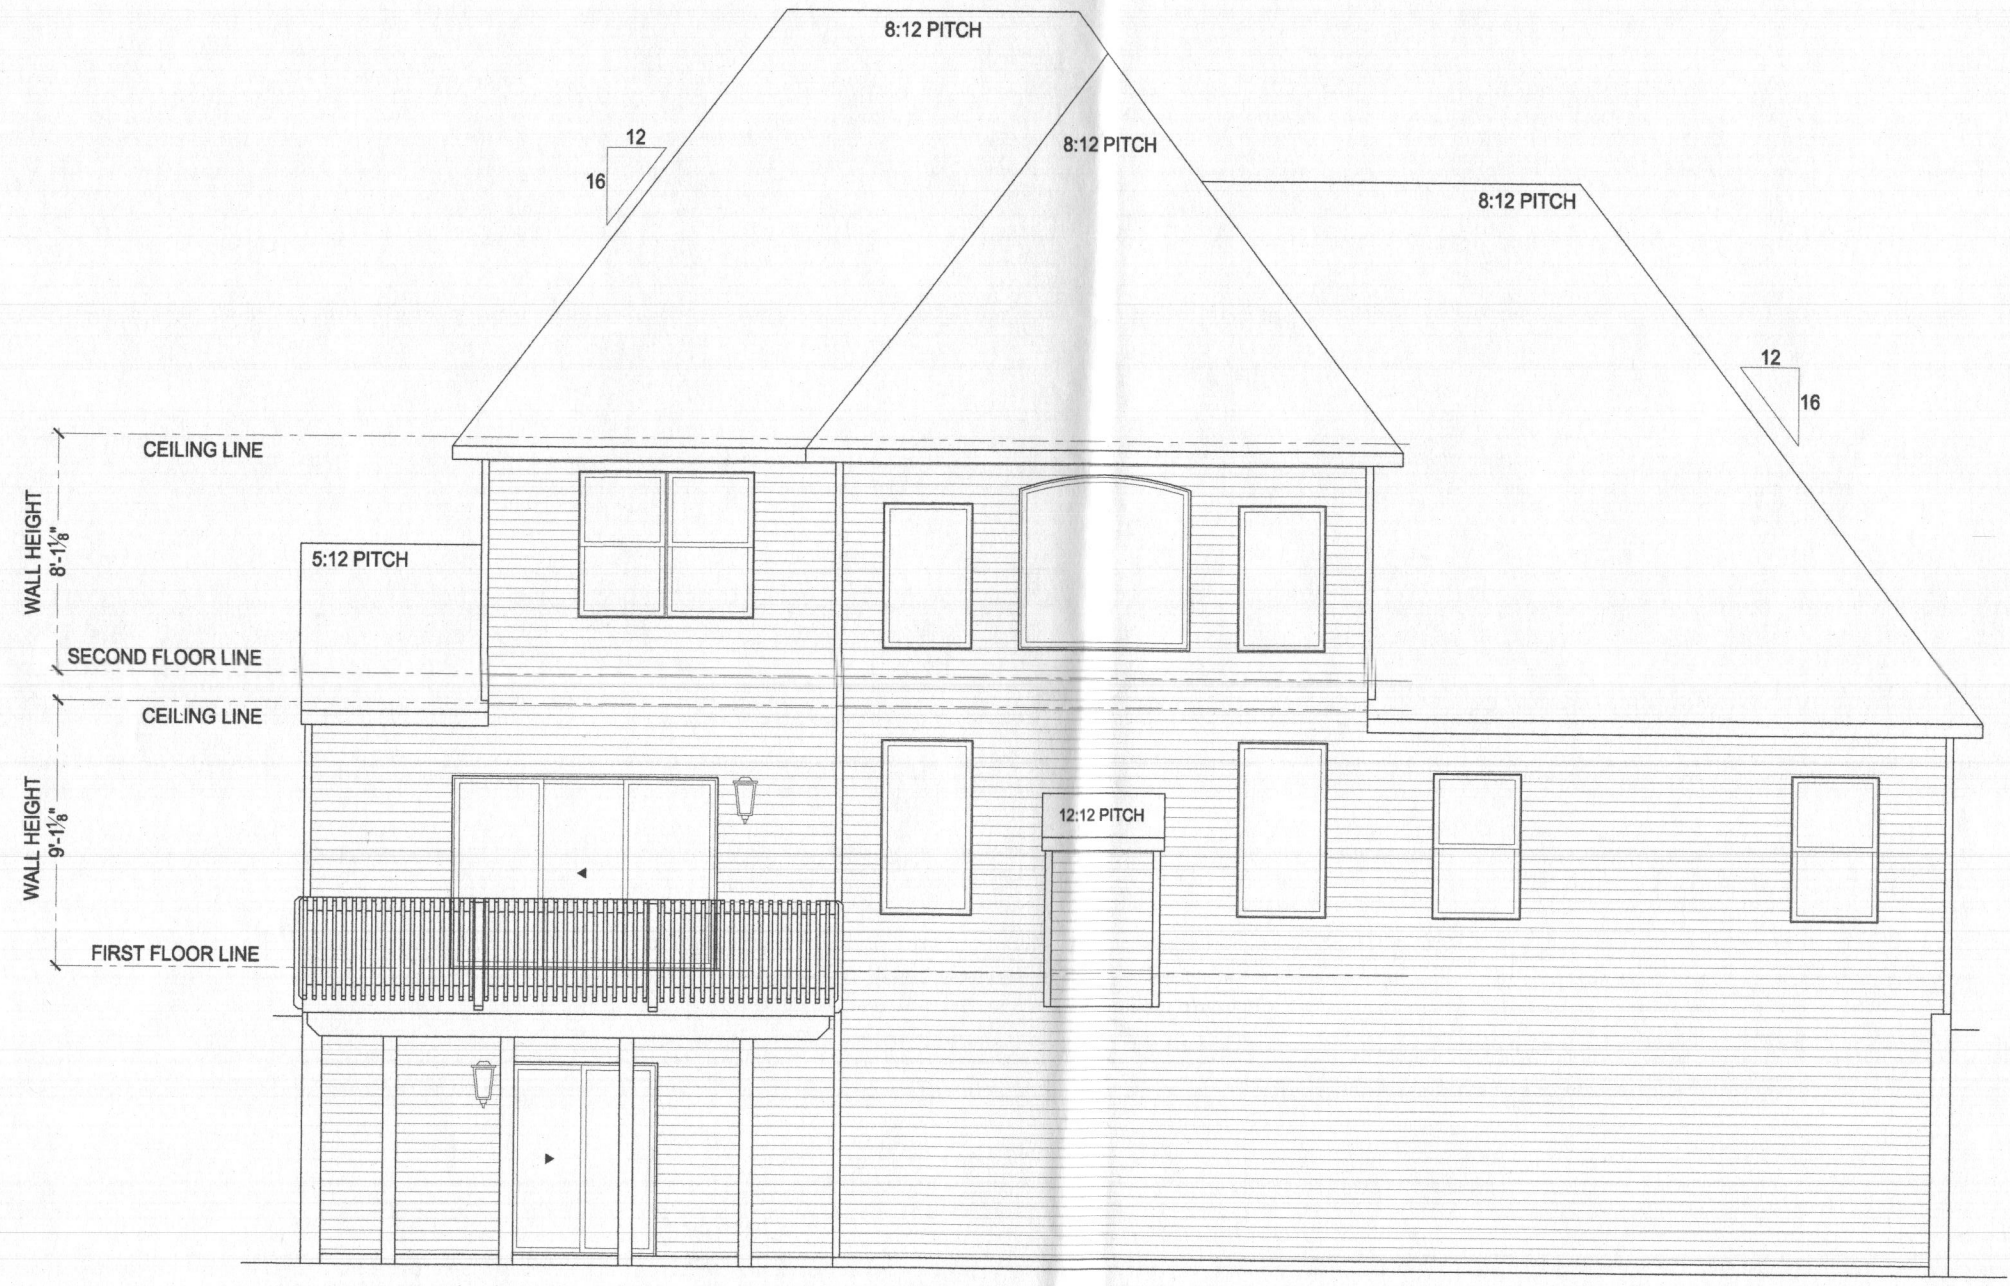 8:12 PITCH
12
16
8:12 PITCH
8:12 PITCH
12
16
CEILING LINE
WALL HEIGHT
8'-1⅛"
5:12 PITCH
SECOND FLOOR LINE
CEILING LINE
WALL HEIGHT
9'-1⅛"
12:12 PITCH
FIRST FLOOR LINE